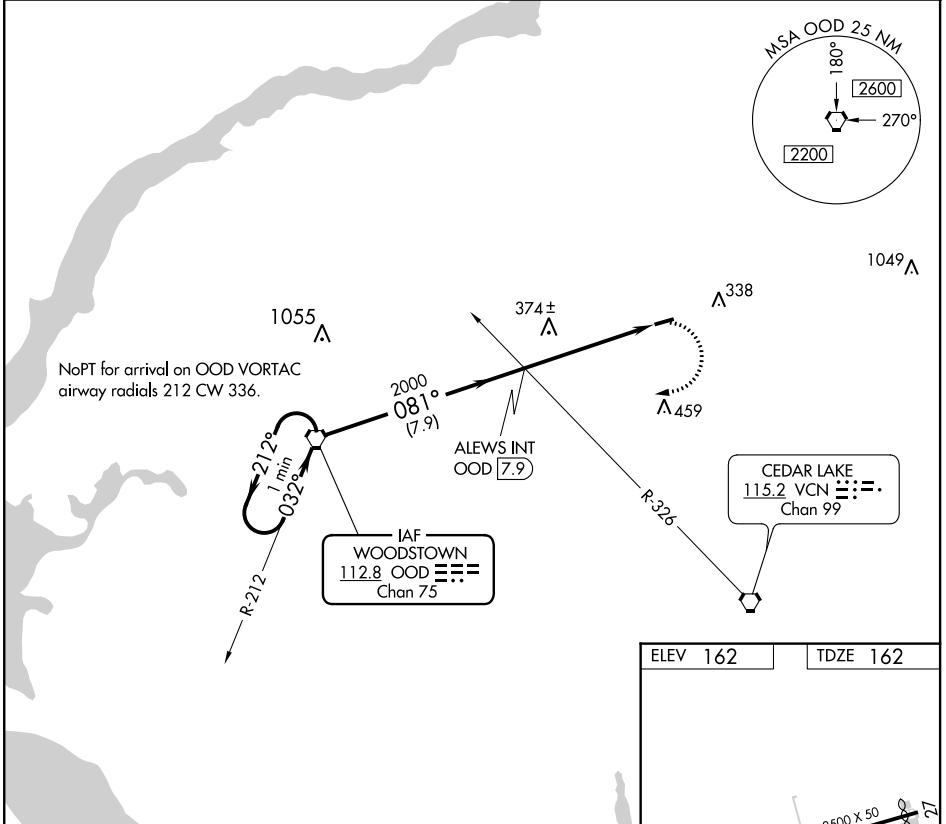 MSA OOD 25 NM
180°
2600
270°
2200
1049
338
374±
1055
NoPT for arrival on OOD VORTAC
airway radials 212 CW 336.
2000
081°
(7.9)
459
ALEWS INT
OOD 7.9
212°
1 min
032°
R-326
CEDAR LAKE
115.2 VCN
Chan 99
IAF
WOODSTOWN
112.8 OOD
Chan 75
R-212
ELEV 162
TDZE 162
X 50
27